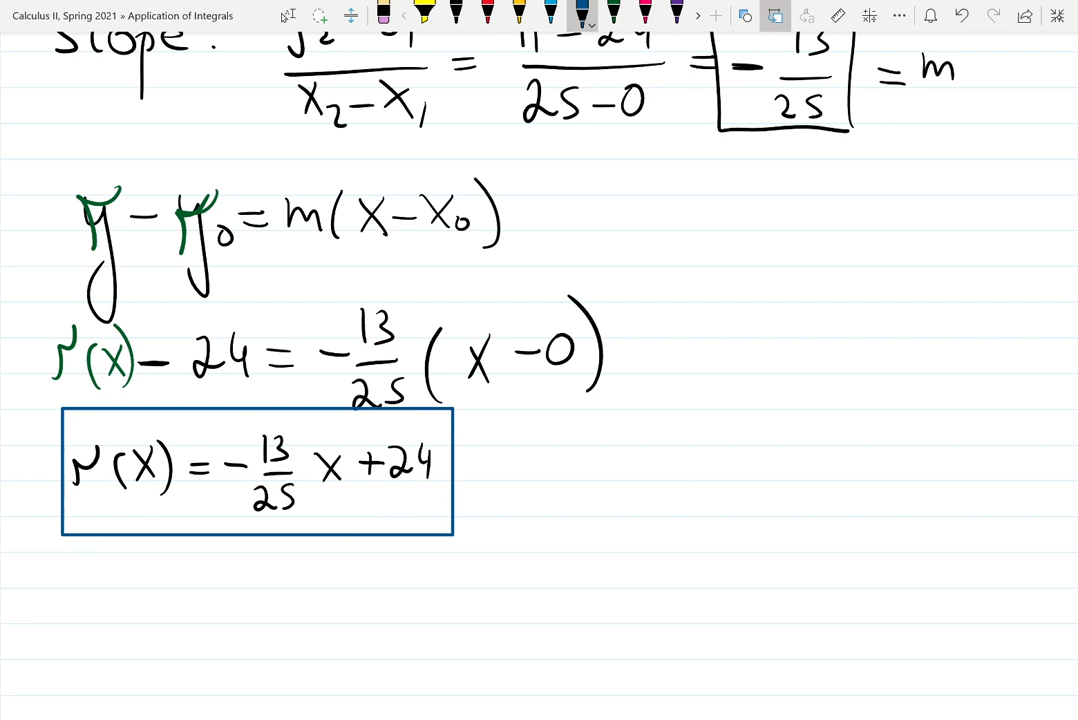 Calculus II, Spring 2021 » Application of Integrals
Slope : y₂ - y₁ / x₂ - x₁ = 11 - 24 / 25 - 0 = - 13/25 = m
y - y₀ = m(x - x₀)
r(x) - 24 = - 13/25 (x - 0)
r(x) = - 13/25 x + 24